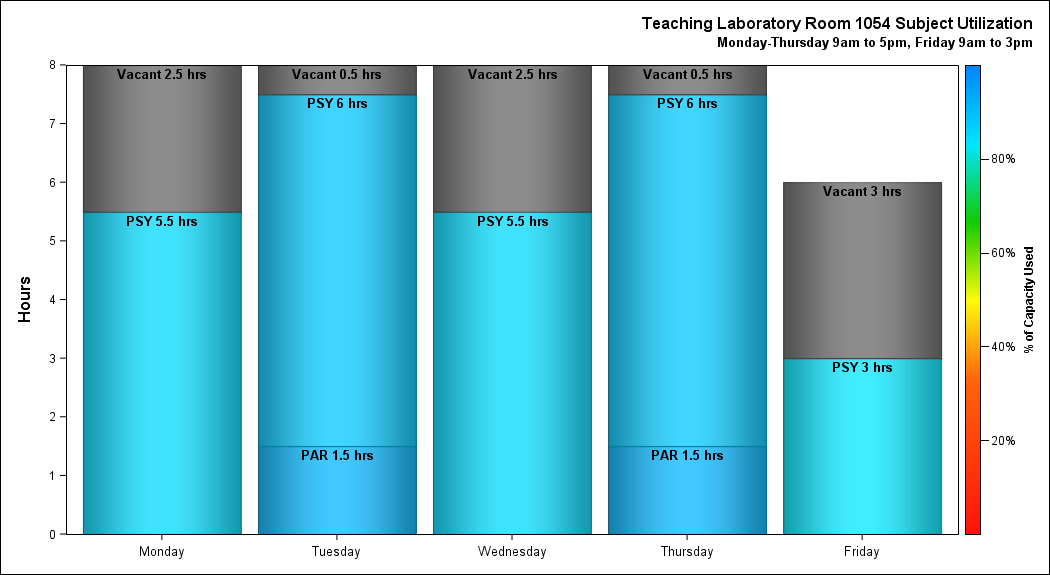 Teaching Laboratory Room 1054 Subject Utilization
Monday-Thursday 9am to 5pm, Friday 9am to 3pm
Hours
8
7
6
5
4
3
2
1
0
Vacant 2.5 hrs
PSY 5.5 hrs
Vacant 0.5 hrs
PSY 6 hrs
PAR 1.5 hrs
Vacant 2.5 hrs
PSY 5.5 hrs
Vacant 0.5 hrs
PSY 6 hrs
PAR 1.5 hrs
Vacant 3 hrs
PSY 3 hrs
Monday
Tuesday
Wednesday
Thursday
Friday
80%
60%
40%
20%
% of Capacity Used